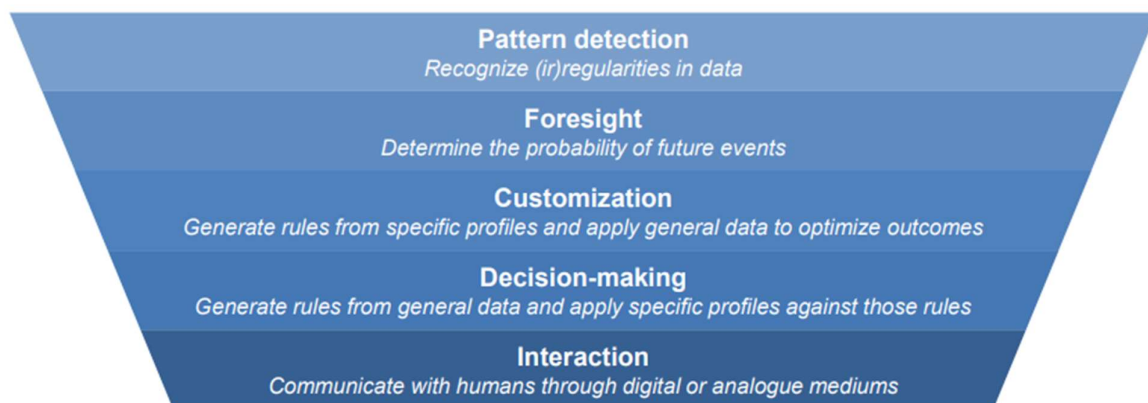 Pattern detection
Recognize (ir)regularities in data
Foresight
Determine the probability of future events
Customization
Generate rules from specific profiles and apply general data to optimize outcomes
Decision-making
Generate rules from general data and apply specific profiles against those rules
Interaction
Communicate with humans through digital or analogue mediums